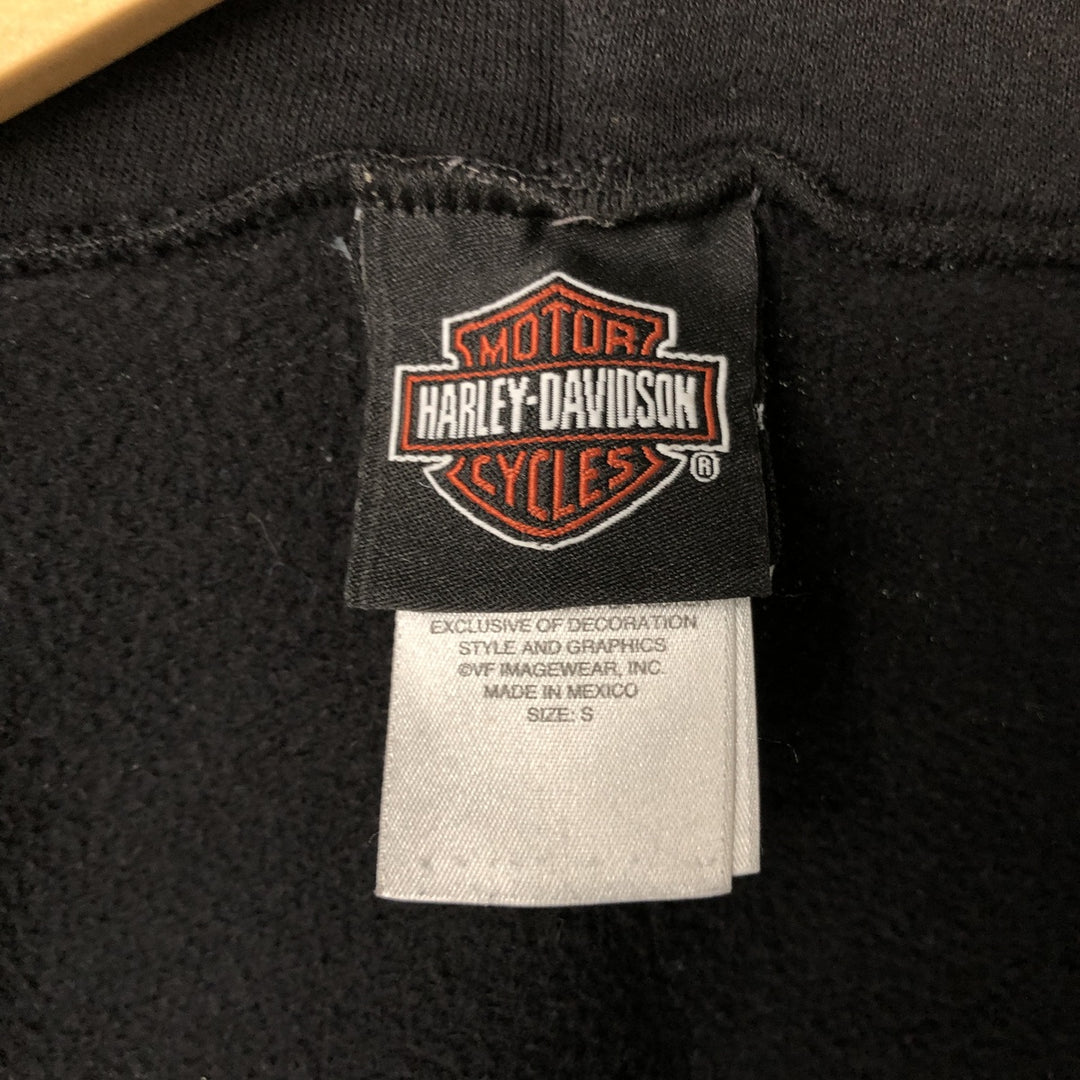 MOTOR
HARLEY-DAVIDSON
CYCLES
®
EXCLUSIVE OF DECORATION
STYLE AND GRAPHICS
©VF IMAGEWEAR, INC.
MADE IN MEXICO
SIZE: S